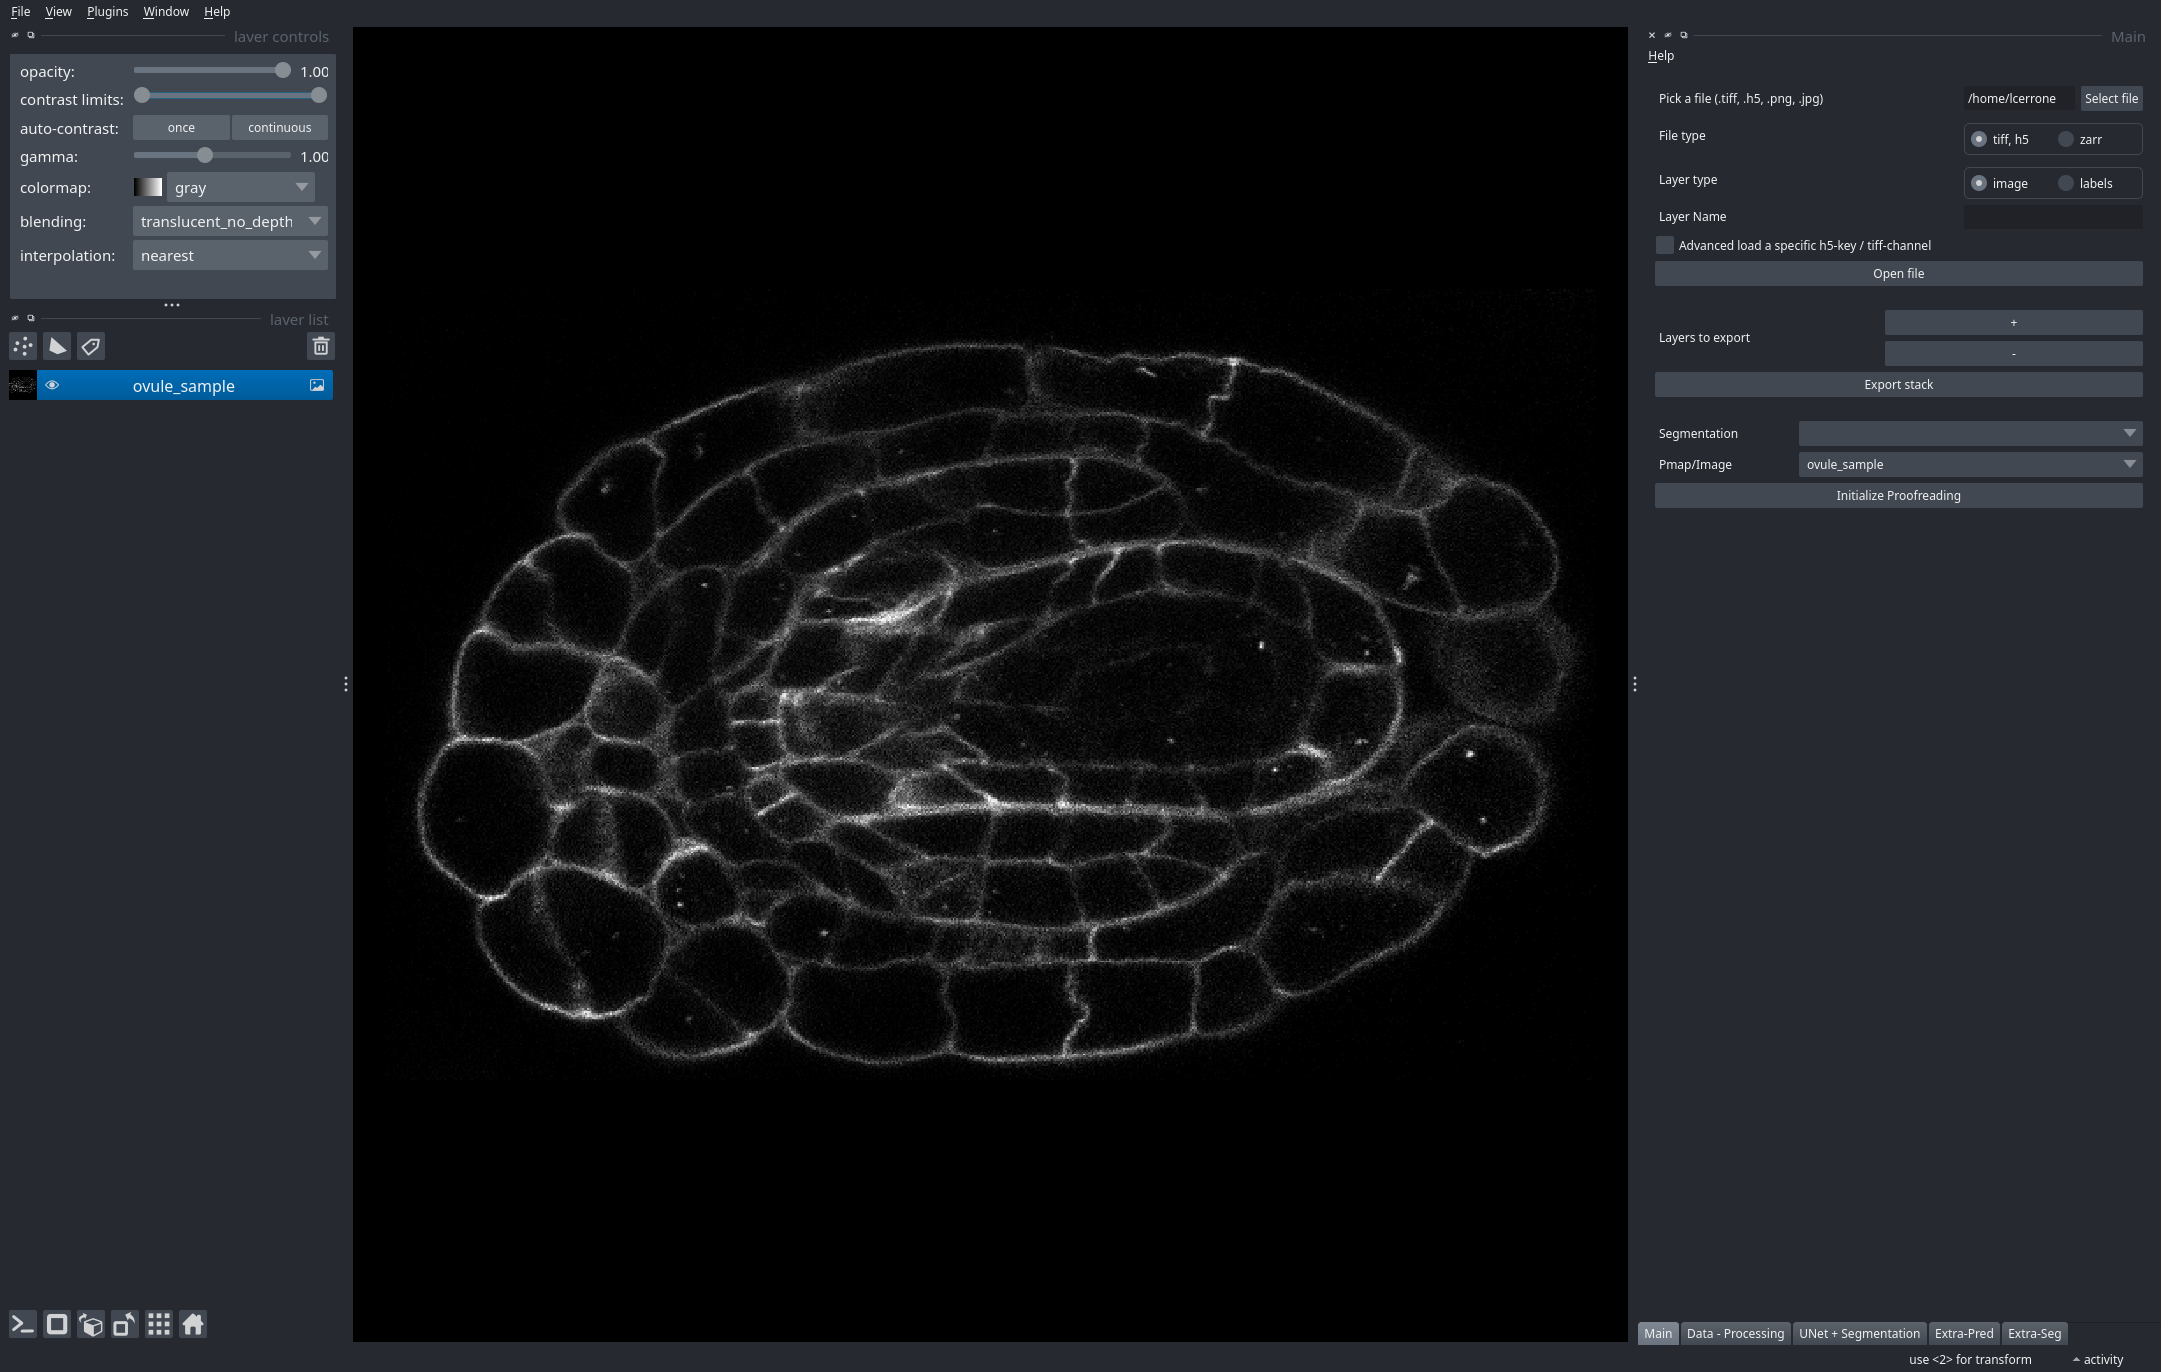 File View Plugins Window Help
layer controls
opacity: 1.00
contrast limits:
auto-contrast: once continuous
gamma: 1.00
colormap: gray
blending: translucent_no_depth
interpolation: nearest
layer list
ovule_sample
Main
Help
Pick a file (.tiff, .h5, .png, .jpg) /home/lcerrone Select file
File type tiff, h5 zarr
Layer type image labels
Layer Name
Advanced load a specific h5-key / tiff-channel
Open file
Layers to export + -
Export stack
Segmentation
Pmap/Image ovule_sample
Initialize Proofreading
Main Data - Processing UNet + Segmentation Extra-Pred Extra-Seg
use <2> for transform activity